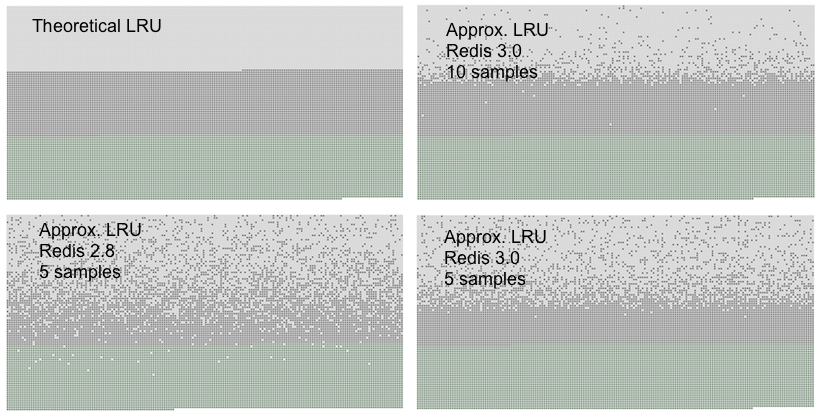 Theoretical LRU
Approx. LRU
Redis 3.0
10 samples
Approx. LRU
Redis 2.8
5 samples
Approx. LRU
Redis 3.0
5 samples